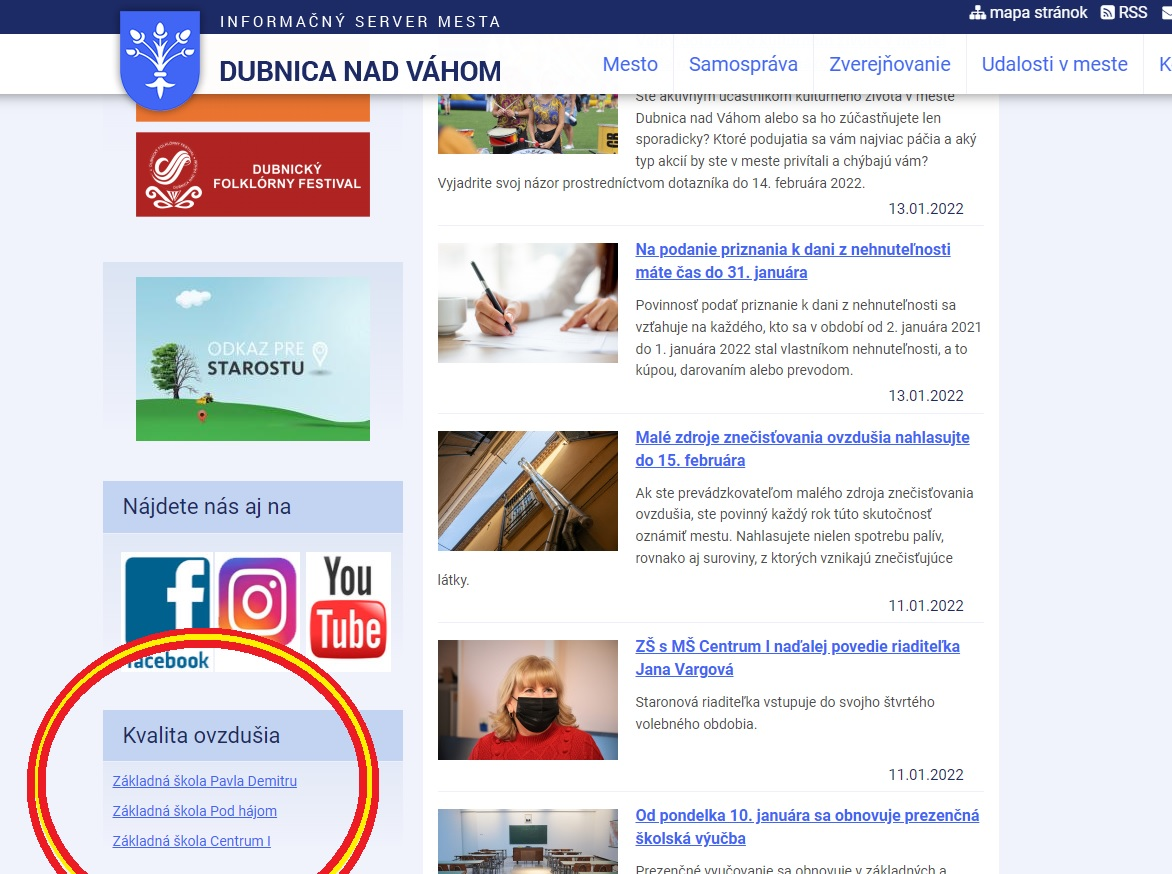 INFORMAČNÝ SERVER MESTA
DUBNICA NAD VÁHOM
mapa stránok
RSS
Mesto
Samospráva
Zverejňovanie
Udalosti v meste
K
DUBNICKÝ
FOLKLÓRNY FESTIVAL
ODKAZ PRE
STAROSTU
Nájdete nás aj na
facebook
You
Tube
Kvalita ovzdušia
Základná škola Pavla Demitru
Základná škola Pod hájom
Základná škola Centrum I
Ste aktívnym účastníkom kultúrneho života v meste
Dubnica nad Váhom alebo sa ho zúčastňujete len
sporadicky? Ktoré podujatia sa vám najviac páčia a aký
typ akcií by ste v meste privítali a chýbajú vám?
Vyjadrite svoj názor prostredníctvom dotazníka do 14. februára 2022.
13.01.2022
Na podanie priznania k dani z nehnuteľnosti
máte čas do 31. januára
Povinnosť podať priznanie k dani z nehnuteľnosti sa
vzťahuje na každého, kto sa v období od 2. januára 2021
do 1. januára 2022 stal vlastníkom nehnuteľnosti, a to
kúpou, darovaním alebo prevodom.
13.01.2022
Malé zdroje znečisťovania ovzdušia nahlasujte
do 15. februára
Ak ste prevádzkovateľom malého zdroja znečisťovania
ovzdušia, ste povinný každý rok túto skutočnosť
oznámiť mestu. Nahlasujete nielen spotrebu palív,
rovnako aj suroviny, z ktorých vznikajú znečisťujúce
látky.
11.01.2022
ZŠ s MŠ Centrum I naďalej povedie riaditeľka
Jana Vargová
Staronová riaditeľka vstupuje do svojho štvrtého
volebného obdobia.
11.01.2022
Od pondelka 10. januára sa obnovuje prezenčná
školská výučba
Prezenčné vyučovanie sa obnovuje v základných a